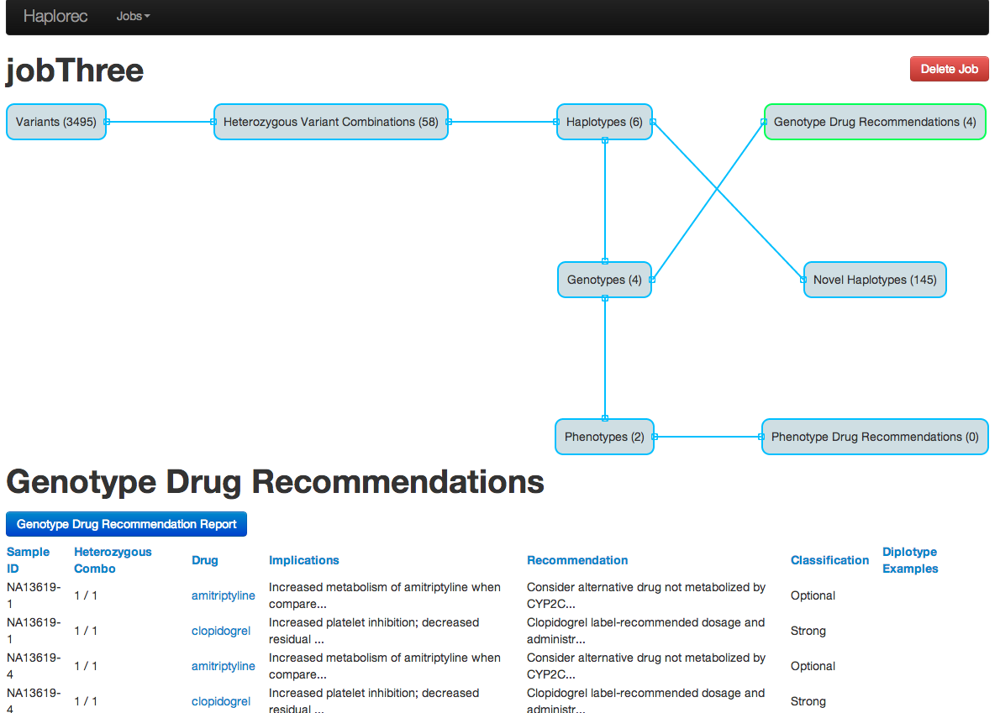 Haplorec Jobs
jobThree
Delete Job
Variants (3495)
Heterozygous Variant Combinations (58)
Haplotypes (6)
Genotype Drug Recommendations (4)
Genotypes (4)
Novel Haplotypes (145)
Phenotypes (2)
Phenotype Drug Recommendations (0)
Genotype Drug Recommendations
Genotype Drug Recommendation Report
Sample
ID
Heterozygous
Combo
Drug
Implications
Recommendation
Classification
Diplotype
Examples
NA13619-
1
1 / 1
amitriptyline
Increased metabolism of amitriptyline when
compare...
Consider alternative drug not metabolized by
CYP2C...
Optional
NA13619-
1
1 / 1
clopidogrel
Increased platelet inhibition; decreased
residual ...
Clopidogrel label-recommended dosage and
administr...
Strong
NA13619-
4
1 / 1
amitriptyline
Increased metabolism of amitriptyline when
compare...
Consider alternative drug not metabolized by
CYP2C...
Optional
NA13619-
4
1 / 1
clopidogrel
Increased platelet inhibition; decreased
residual ...
Clopidogrel label-recommended dosage and
administr...
Strong